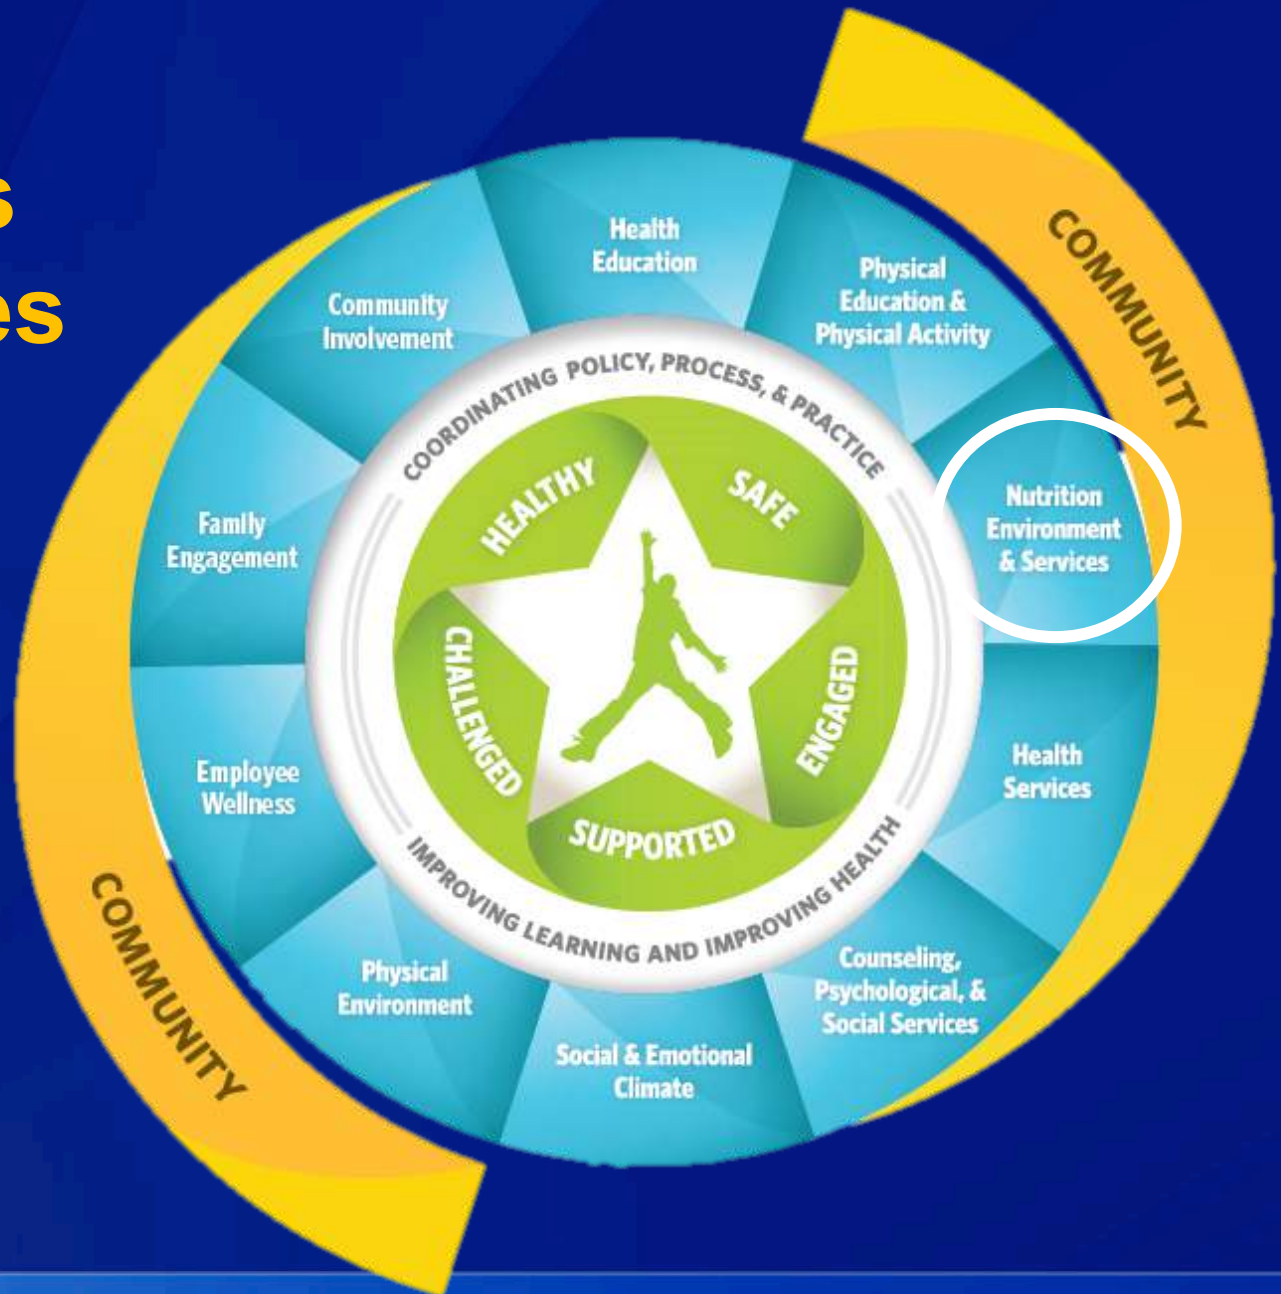 Health
Education
Physical
Education &
Physical Activity
Nutrition
Environment
& Services
Health
Services
Counseling,
Psychological, &
Social Services
Social & Emotional
Climate
Physical
Environment
Employee
Wellness
Family
Engagement
Community
Involvement
COMMUNITY
COMMUNITY
COORDINATING POLICY, PROCESS, & PRACTICE
IMPROVING LEARNING AND IMPROVING HEALTH
HEALTHY
SAFE
ENGAGED
SUPPORTED
CHALLENGED